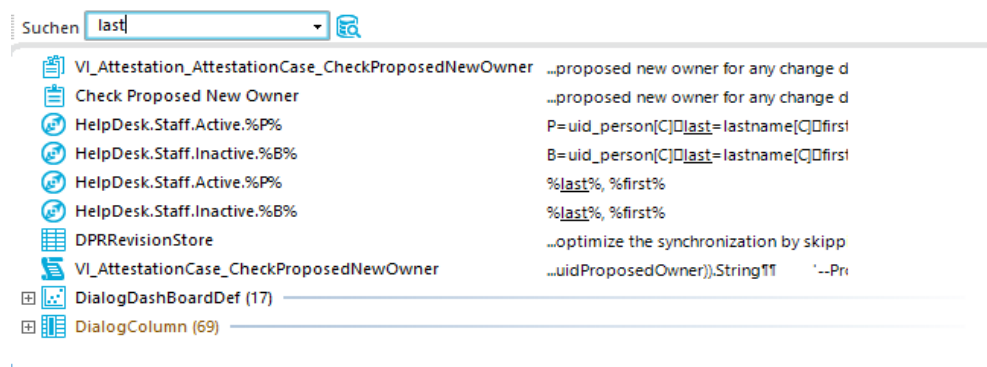 Suchen last
VI_Attestation_AttestationCase_CheckProposedNewOwner ...proposed new owner for any change d
Check Proposed New Owner ...proposed new owner for any change d
HelpDesk.Staff.Active.%P% P=uid_person[C]□last=lastname[C]□first
HelpDesk.Staff.Inactive.%B% B=uid_person[C]□last=lastname[C]□first
HelpDesk.Staff.Active.%P% %last%, %first%
HelpDesk.Staff.Inactive.%B% %last%, %first%
DPRRevisionStore ...optimize the synchronization by skipp
VI_AttestationCase_CheckProposedNewOwner ...uidProposedOwner)).String¶¶ '--Pro
DialogDashBoardDef (17)
DialogColumn (69)